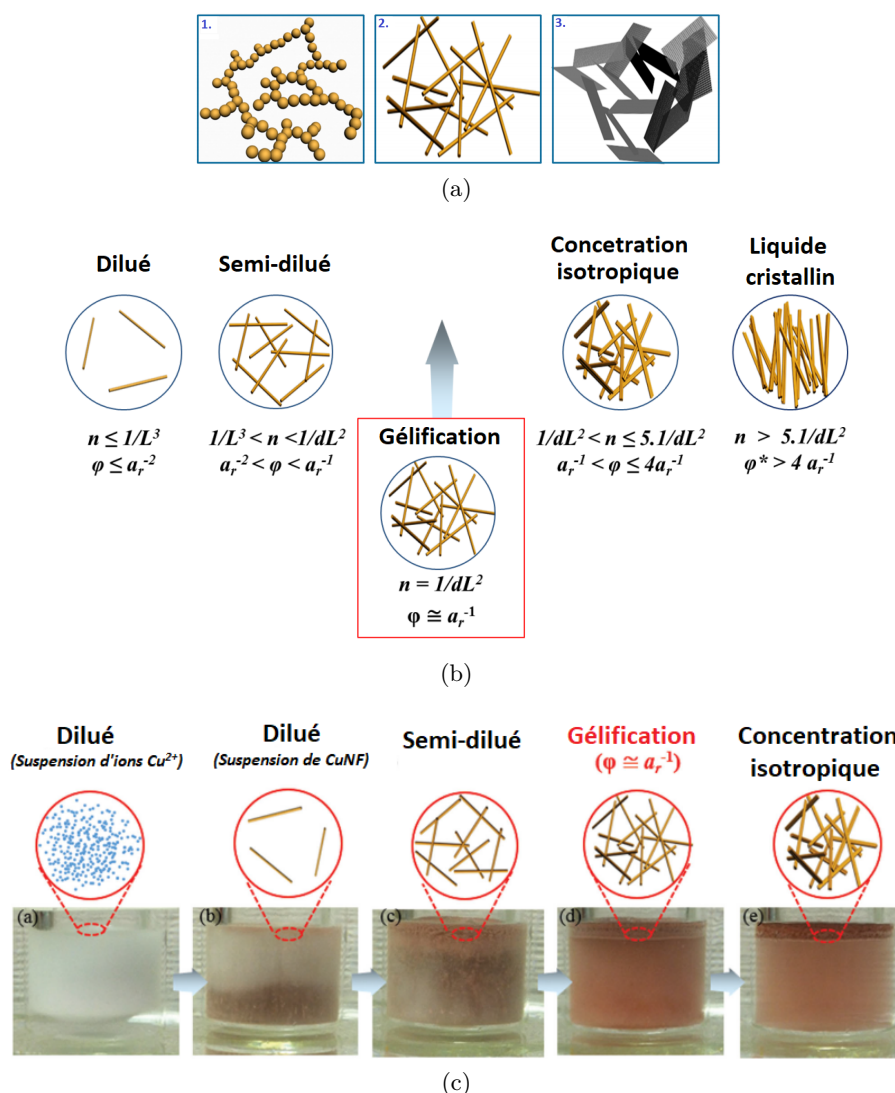 1. 2. 3.
(a)
Dilué Semi-dilué Concetration isotropique Liquide cristallin
n ≤ 1/L³ 1/L³ < n < 1/dL² 1/dL² < n ≤ 5.1/dL² n > 5.1/dL²
φ ≤ aᵣ⁻² aᵣ⁻² < φ < aᵣ⁻¹ aᵣ⁻¹ < φ ≤ 4aᵣ⁻¹ φ* > 4 aᵣ⁻¹
Gélification
n = 1/dL²
φ ≅ aᵣ⁻¹
(b)
Dilué Dilué Semi-dilué Gélification Concentration
(Suspension d'ions Cu²⁺) (Suspension de CuNF) (φ ≅ aᵣ⁻¹) isotropique
(a) (b) (c) (d) (e)
(c)